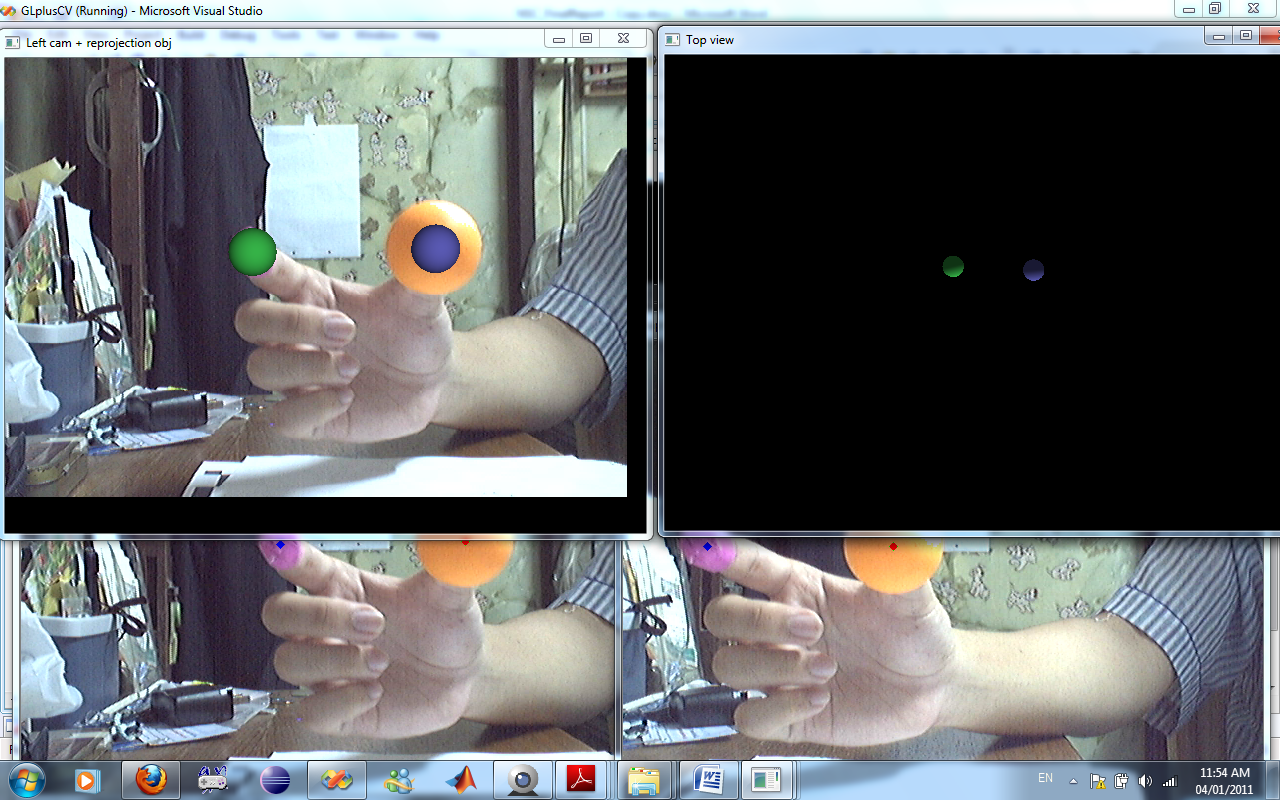 GLplusCV (Running) - Microsoft Visual Studio
Left cam + reprojection obj
Top view
EN
11:54 AM
04/01/2011